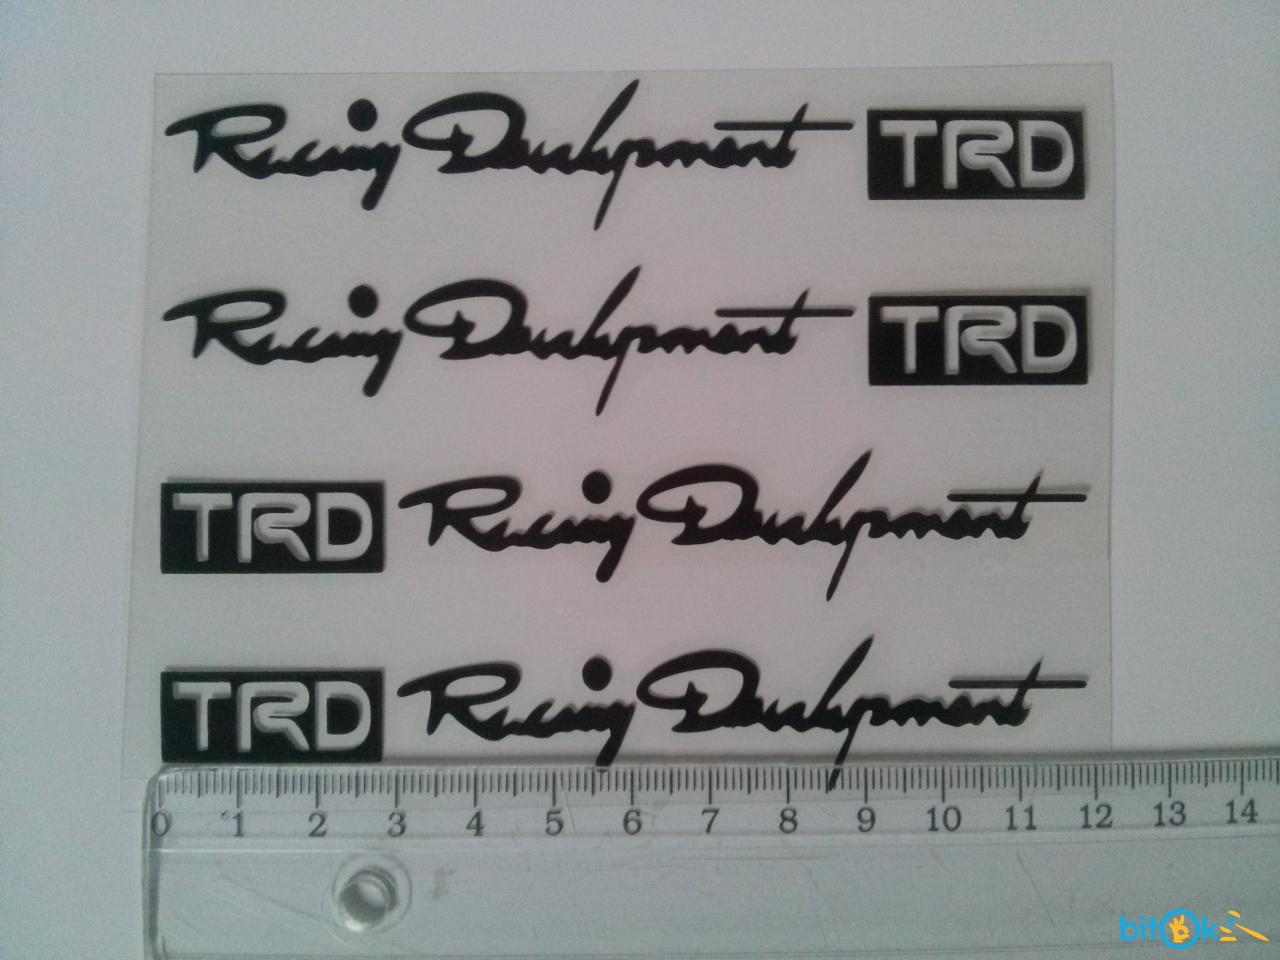 Racing Development TRD
Racing Development TRD
TRD Racing Development
TRD Racing Development
0 1 2 3 4 5 6 7 8 9 10 11 12 13 14
bitOk